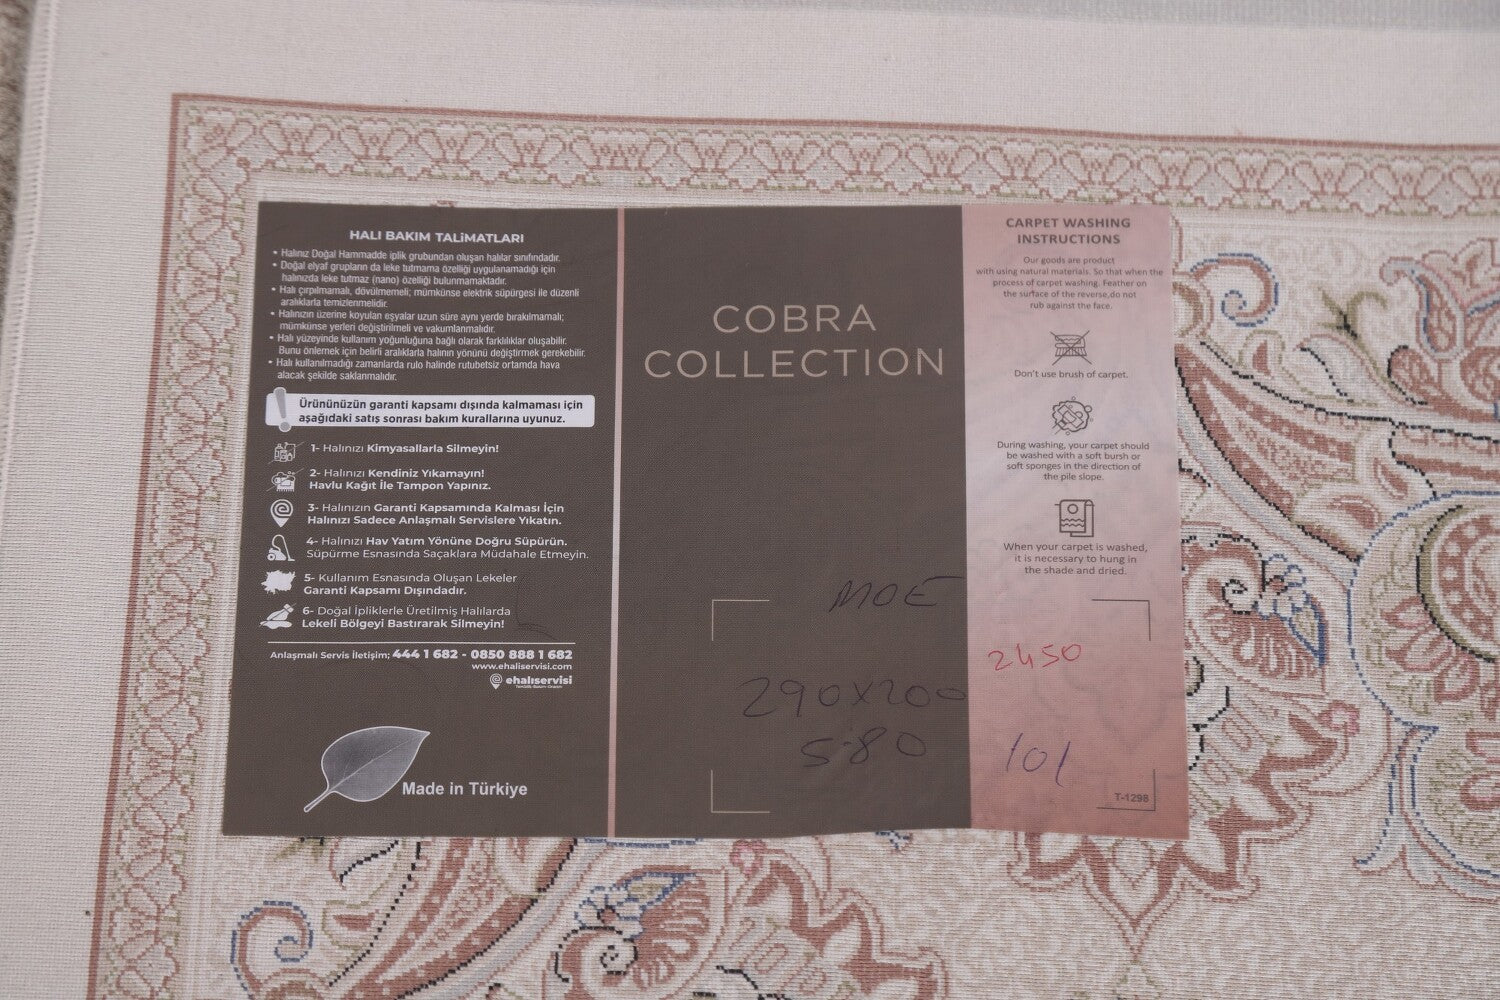 HALI BAKIM TALİMATLARI
• Halınız Doğal Hammadde iplik grubundan oluşan halılar sınıfındadır.
• Doğal elyaf grupların da leke tutmama özelliği uygulanamadığı için
halınızda leke tutmaz (nano) özelliği bulunmamaktadır.
• Halı çırpılmamalı, dövülmemeli; mümkünse elektrik süpürgesi ile düzenli
aralıklarla temizlenmelidir.
• Halınızın üzerine koyulan eşyalar uzun süre aynı yerde bırakılmamalı;
mümkünse yerleri değiştirilmeli ve vakumlanmalıdır.
• Halı yüzeyinde kullanım yoğunluğuna bağlı olarak farklılıklar oluşabilir.
Bunu önlemek için belirli aralıklarla halının yönünü değiştirmek gerekebilir.
• Halı kullanılmadığı zamanlarda rulo halinde rutubetsiz ortamda hava
alacak şekilde saklanmalıdır.
Ürününüzün garanti kapsamı dışında kalmaması için
aşağıdaki satış sonrası bakım kurallarına uyunuz.
1- Halınızı Kimyasallarla Silmeyin!
2- Halınızı Kendiniz Yıkamayın!
Havlu Kağıt İle Tampon Yapınız.
3- Halınızın Garanti Kapsamında Kalması İçin
Halınızı Sadece Anlaşmalı Servislere Yıkatın.
4- Halınızı Hav Yatım Yönüne Doğru Süpürün.
Süpürme Esnasında Saçaklara Müdahale Etmeyin.
5- Kullanım Esnasında Oluşan Lekeler
Garanti Kapsamı Dışındadır.
6- Doğal İpliklerle Üretilmiş Halılarda
Lekeli Bölgeyi Bastırarak Silmeyin!
Anlaşmalı Servis İletişim; 444 1 682 - 0850 888 1 682
www.ehaliservisi.com
ehalıservisi
Made in Türkiye
COBRA
COLLECTION
MOE
290x200
5.80
CARPET WASHING
INSTRUCTIONS
Our goods are product
with using natural materials. So that when the
process of carpet washing. Feather on
the surface of the reverse,do not
rub against the face.
Don't use brush of carpet.
During washing, your carpet should
be washed with a soft bursh or
soft sponges in the direction of
the pile slope.
When your carpet is washed,
it is necessary to hung in
the shade and dried.
2450
101
T-1298